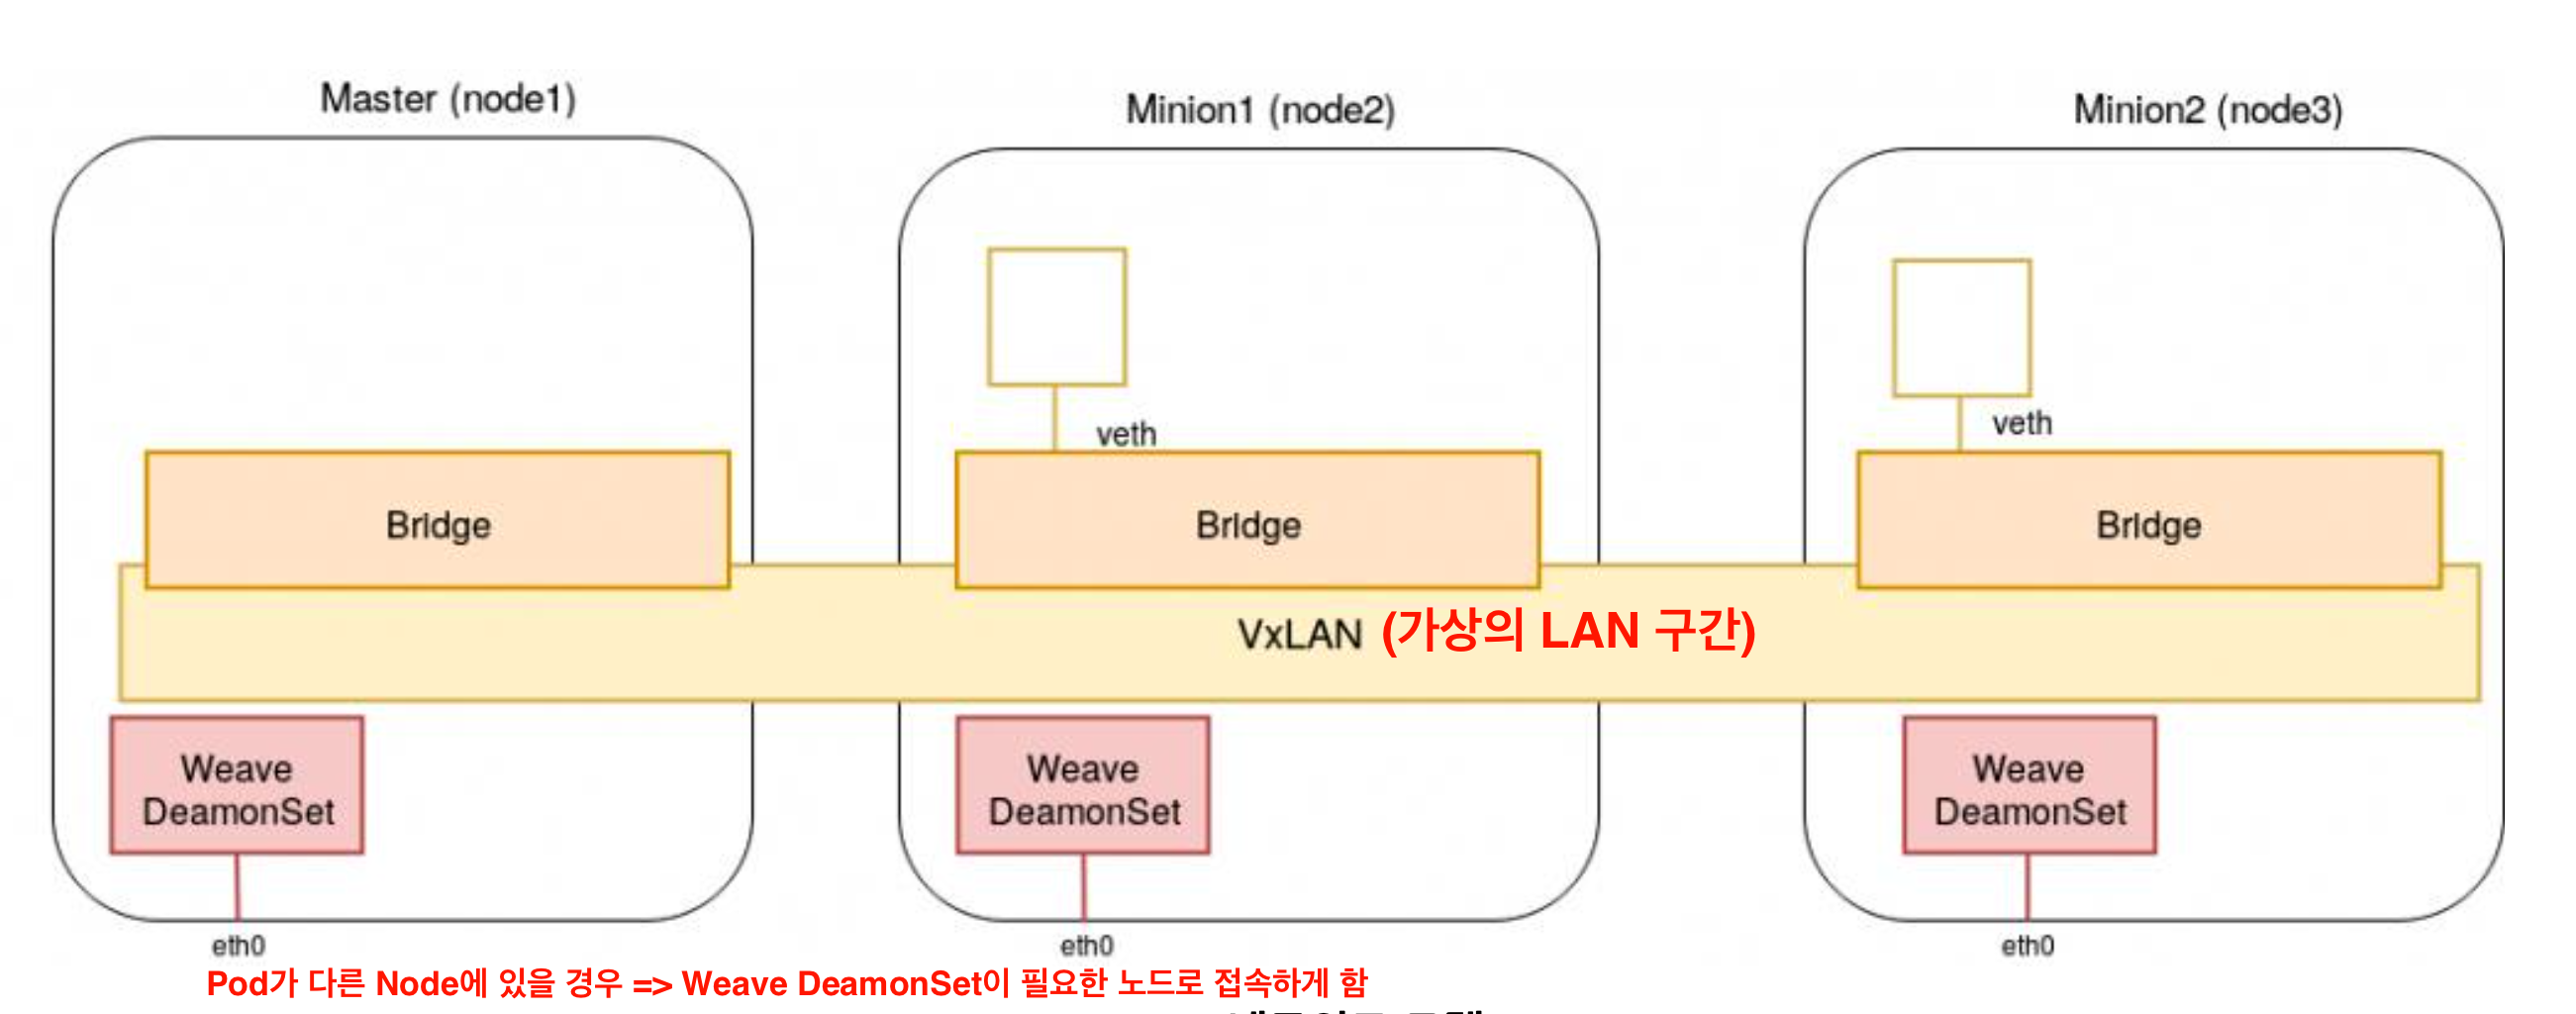 Master (node1)
Minion1 (node2)
Minion2 (node3)
veth
veth
Bridge
Bridge
Bridge
VxLAN (가상의 LAN 구간)
Weave
DeamonSet
Weave
DeamonSet
Weave
DeamonSet
eth0
eth0
eth0
Pod가 다른 Node에 있을 경우 => Weave DeamonSet이 필요한 노드로 접속하게 함